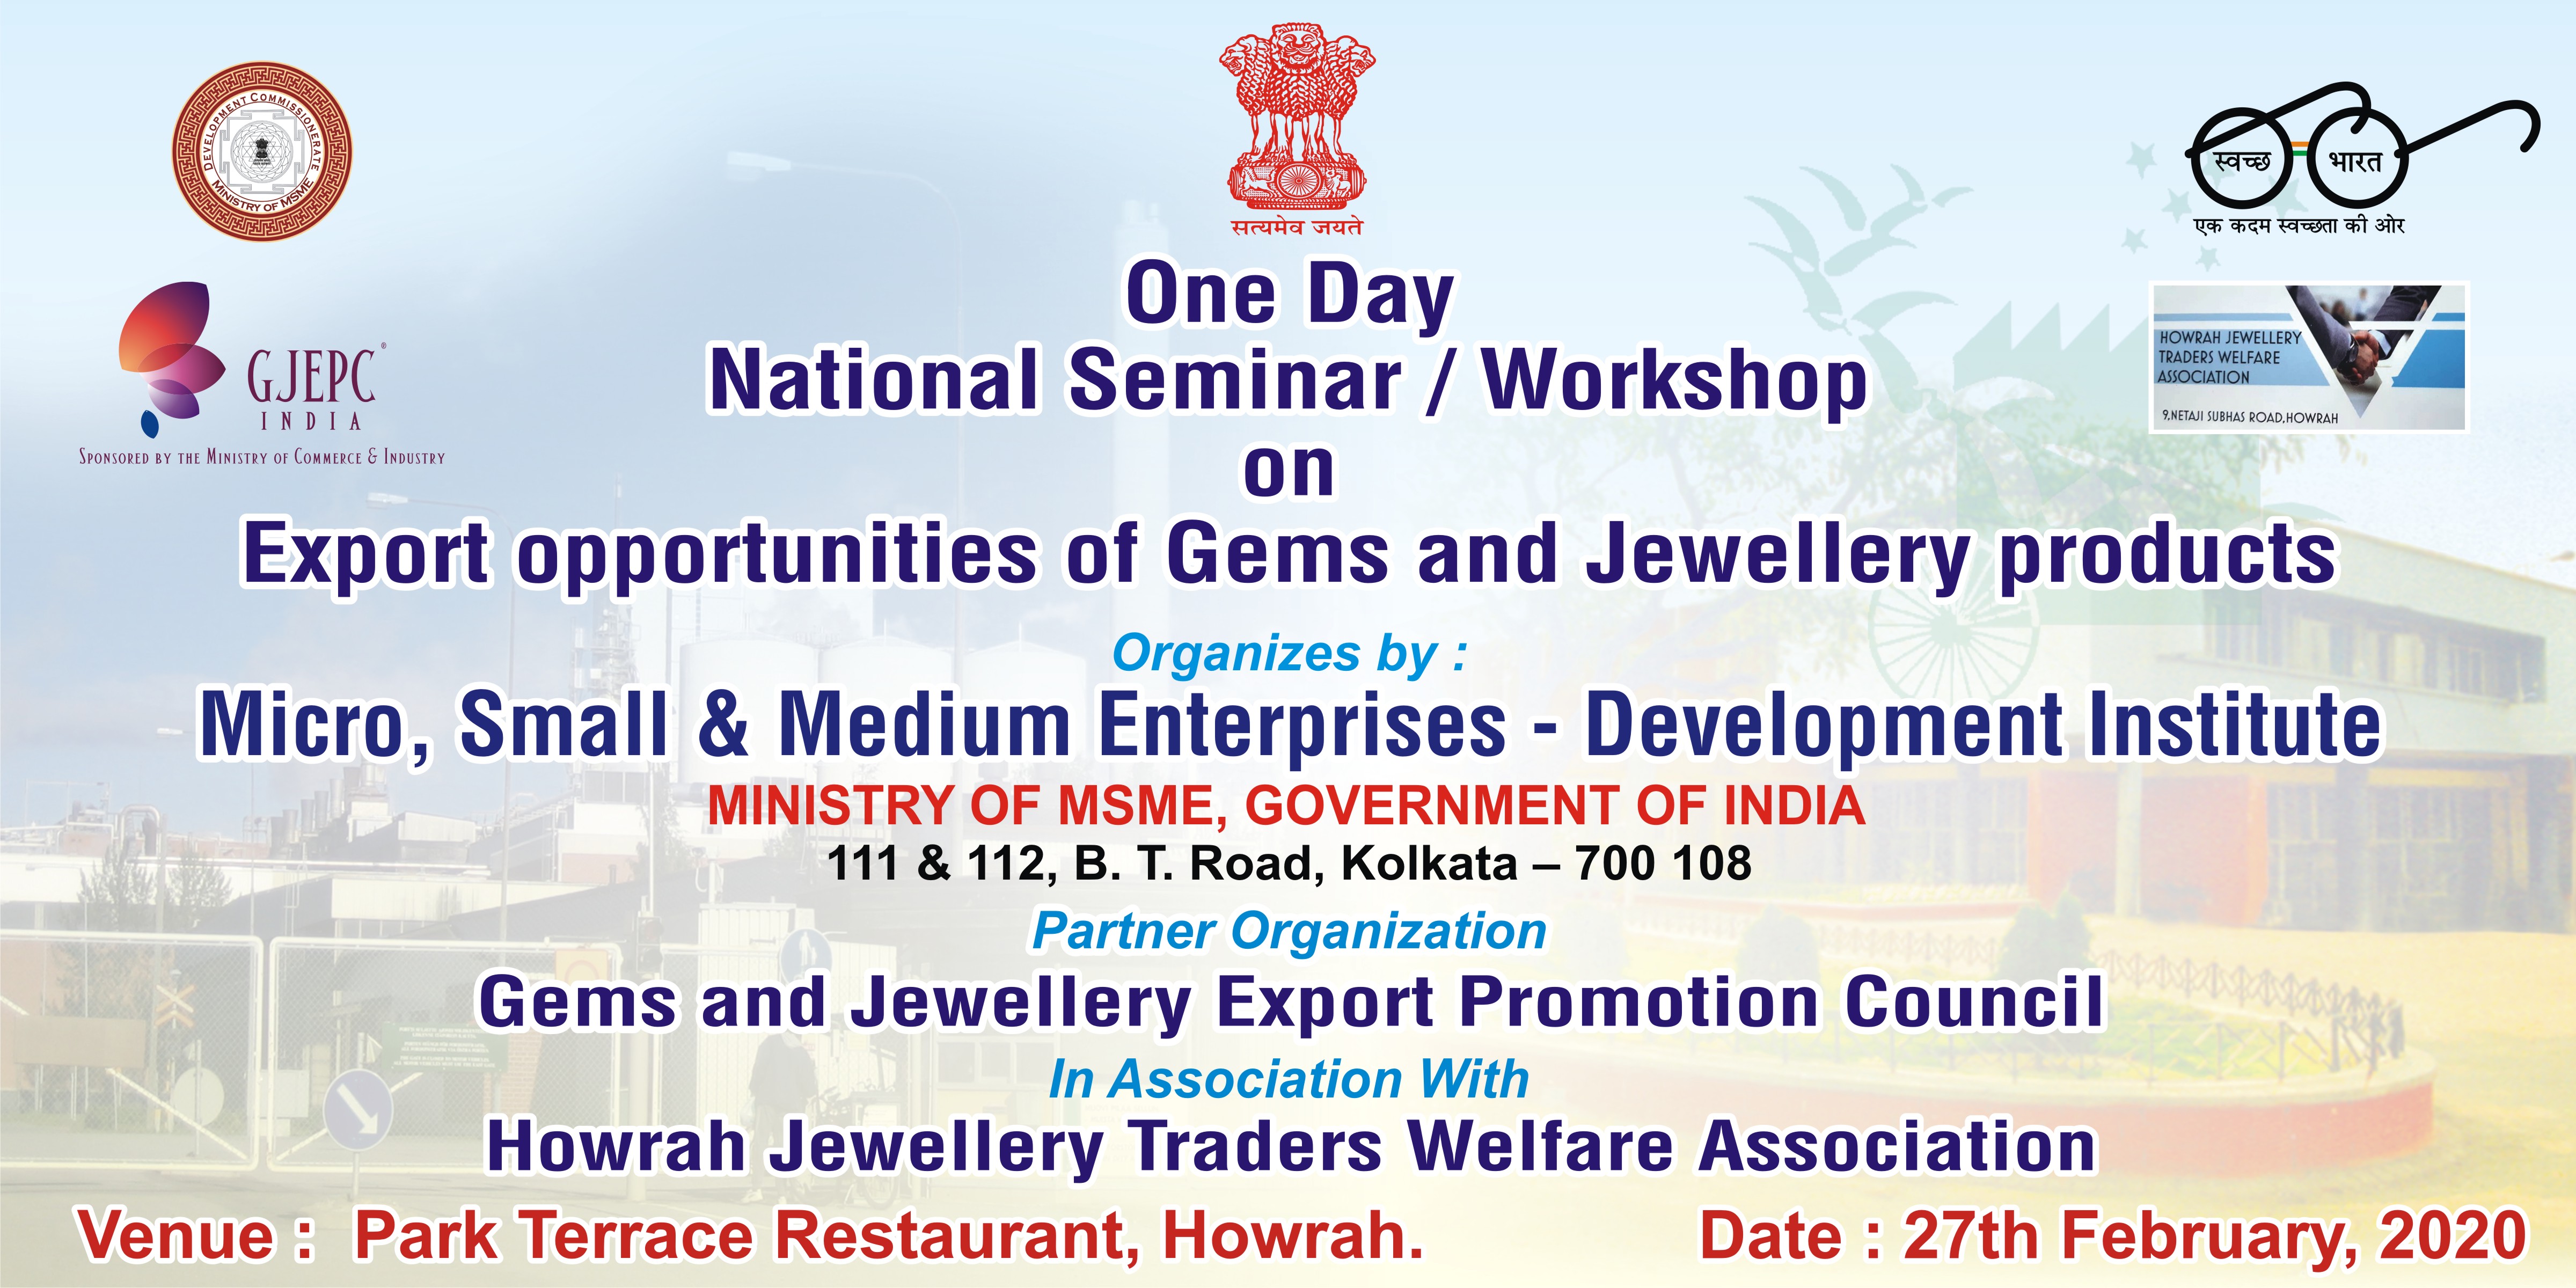 DEVELOPMENT COMMISSIONERATE
MINISTRY OF MSME
सत्यमेव जयते
स्वच्छ भारत
एक कदम स्वच्छता की ओर
GJEPC®
INDIA
SPONSORED BY THE MINISTRY OF COMMERCE & INDUSTRY
HOWRAH JEWELLERY
TRADERS WELFARE
ASSOCIATION
9,NETAJI SUBHAS ROAD,HOWRAH
One Day
National Seminar / Workshop
on
Export opportunities of Gems and Jewellery products
Organizes by :
Micro, Small & Medium Enterprises - Development Institute
MINISTRY OF MSME, GOVERNMENT OF INDIA
111 & 112, B. T. Road, Kolkata – 700 108
Partner Organization
Gems and Jewellery Export Promotion Council
In Association With
Howrah Jewellery Traders Welfare Association
Venue : Park Terrace Restaurant, Howrah.
Date : 27th February, 2020